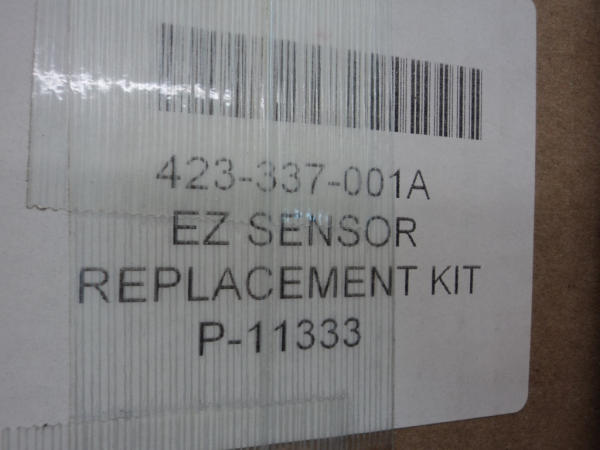 423-337-001A
EZ SENSOR
REPLACEMENT KIT
P-11333